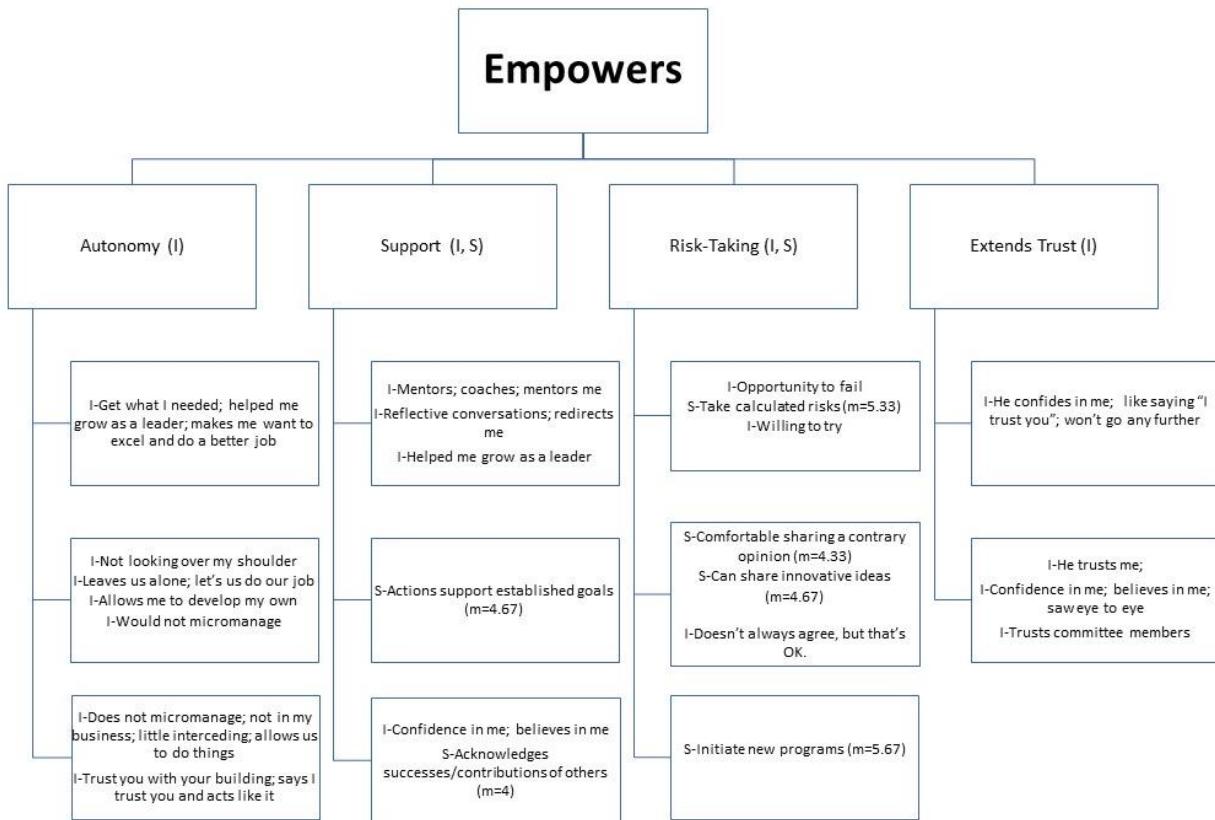 Empowers
Autonomy (I)
Support (I, S)
Risk-Taking (I, S)
Extends Trust (I)
I-Get what I needed; helped me
grow as a leader; makes me want to
excel and do a better job
I-Not looking over my shoulder
I-Leaves us alone; let's us do our job
I-Allows me to develop my own
I-Would not micromanage
I-Does not micromanage; not in my
business; little interceding; allows us
to do things
I-Trust you with your building; says I
trust you and acts like it
I-Mentors; coaches; mentors me
I-Reflective conversations; redirects
me
I-Helped me grow as a leader
S-Actions support established goals
(m=4.67)
I-Confidence in me; believes in me
S-Acknowledges
successes/contributions of others
(m=4)
I-Opportunity to fail
S-Take calculated risks (m=5.33)
I-Willing to try
S-Comfortable sharing a contrary
opinion (m=4.33)
S-Can share innovative ideas
(m=4.67)
I-Doesn't always agree, but that's
OK.
S-Initiate new programs (m=5.67)
I-He confides in me; like saying "I
trust you"; won't go any further
I-He trusts me;
I-Confidence in me; believes in me;
saw eye to eye
I-Trusts committee members